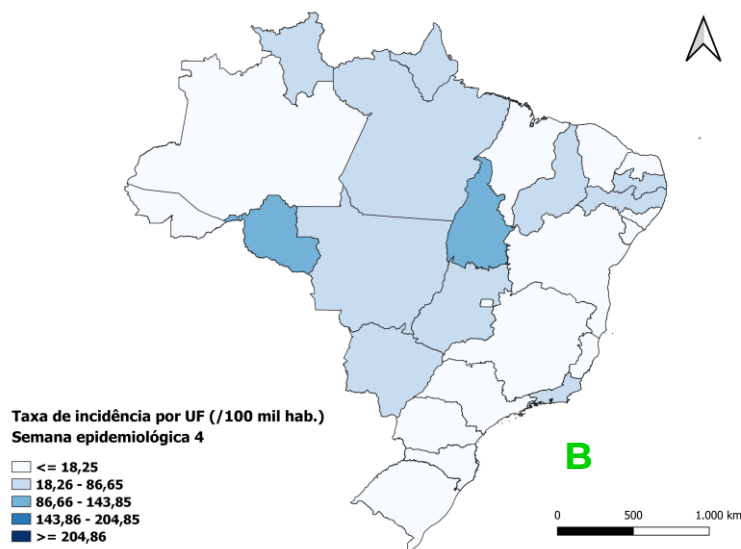 Taxa de incidência por UF (/100 mil hab.)
Semana epidemiológica 4
<= 18,25
18,26 - 86,65
86,66 - 143,85
143,86 - 204,85
>= 204,86
B
0 500 1.000 km